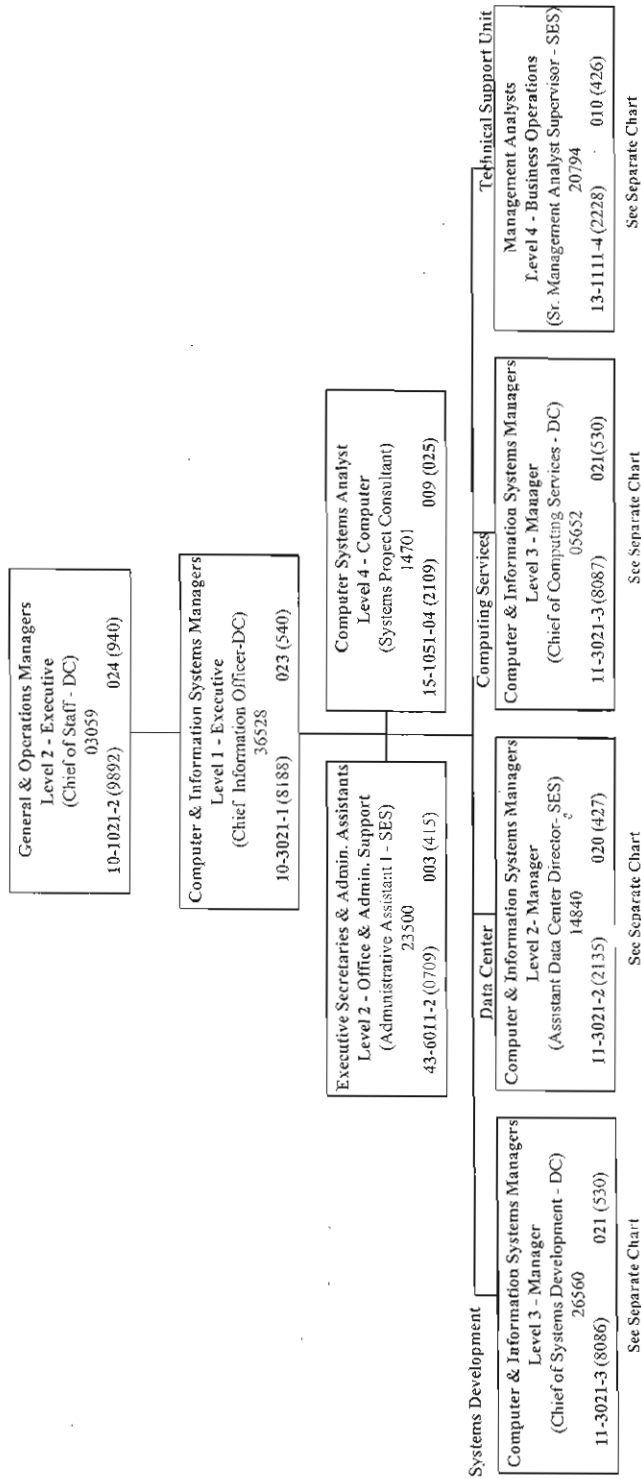 General & Operations Managers
Level 2 - Executive
(Chief of Staff - DC)
03059
10-1021-2 (9892) 024 (940)
Computer & Information Systems Managers
Level 1 - Executive
(Chief Information Officer-DC)
36528
10-3021-1 (8188) 023 (540)
Executive Secretaries & Admin. Assistants
Level 2 - Office & Admin. Support
(Administrative Assistant I - SES)
23500
43-6011-2 (0709) 003 (415)
Computer Systems Analyst
Level 4 - Computer
(Systems Project Consultant)
14701
15-1051-04 (2109) 009 (025)
Systems Development
Computer & Information Systems Managers
Level 3 - Manager
(Chief of Systems Development - DC)
26560
11-3021-3 (8086) 021 (530)
See Separate Chart
Data Center
Computer & Information Systems Managers
Level 2- Manager
(Assistant Data Center Director- SES)
14840
11-3021-2 (2135) 020 (427)
See Separate Chart
Computing Services
Computer & Information Systems Managers
Level 3 - Manager
(Chief of Computing Services - DC)
05652
11-3021-3 (8087) 021(530)
See Separate Chart
Technical Support Unit
Management Analysts
Level 4 - Business Operations
(Sr. Management Analyst Supervisor - SES)
20794
13-1111-4 (2228) 010 (426)
See Separate Chart